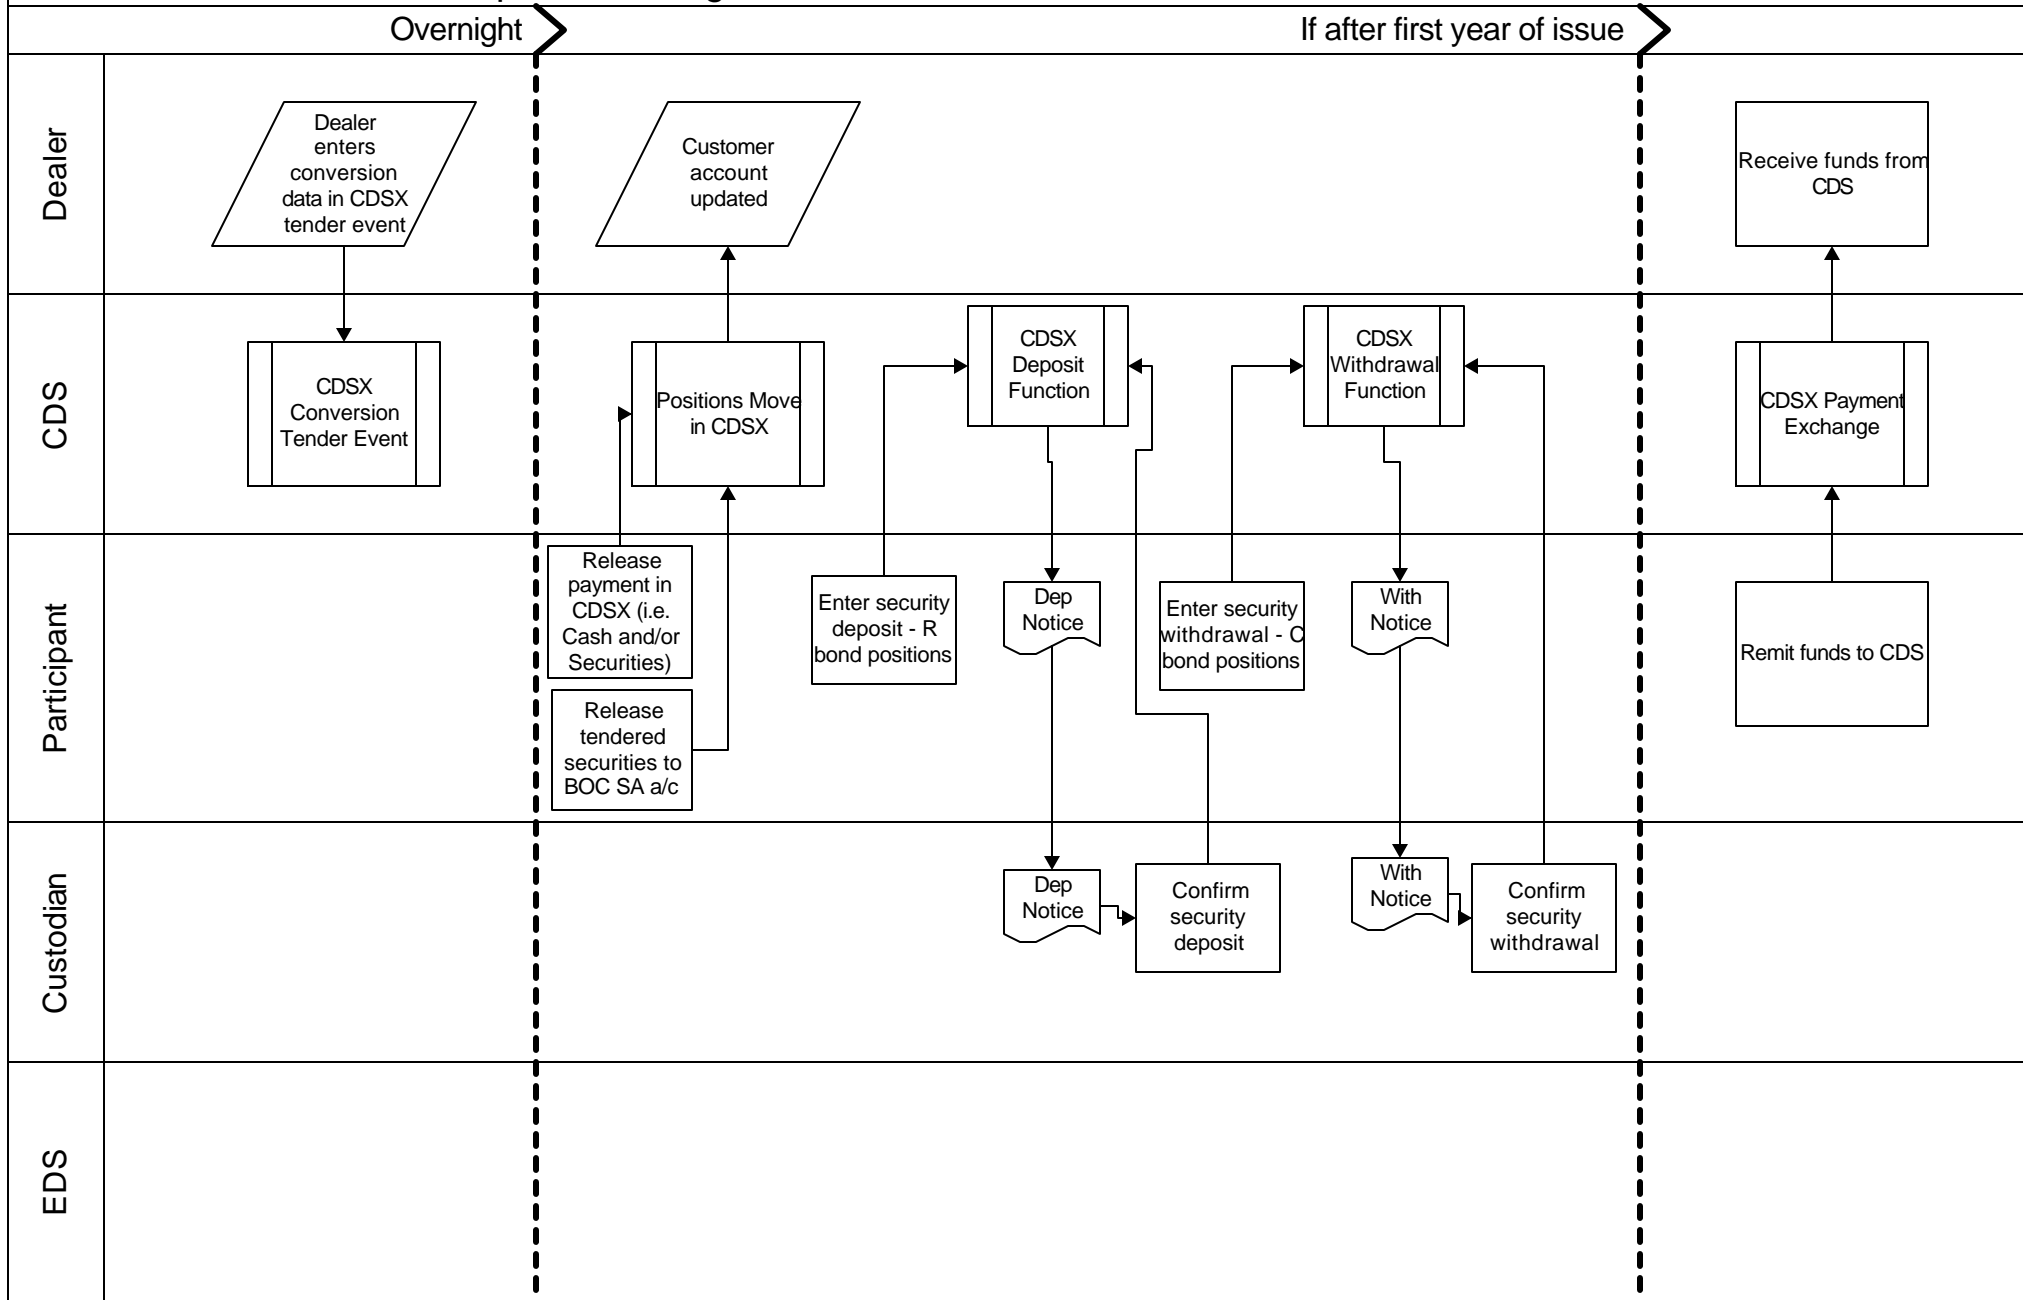 Overnight
If after first year of issue
Dealer
Dealer
enters
conversion
data in CDSX
tender event
Customer
account
updated
Receive funds from
CDS
CDS
CDSX
Conversion
Tender Event
Positions Move
in CDSX
CDSX
Deposit
Function
CDSX
Withdrawal
Function
CDSX Payment
Exchange
Participant
Release
payment in
CDSX (i.e.
Cash and/or
Securities)
Release
tendered
securities to
BOC SA a/c
Enter security
deposit - R
bond positions
Dep
Notice
Enter security
withdrawal - C
bond positions
With
Notice
Remit funds to CDS
Custodian
Dep
Notice
Confirm
security
deposit
With
Notice
Confirm
security
withdrawal
EDS